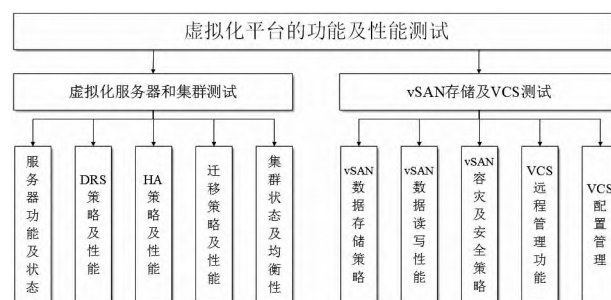 虚拟化平台的功能及性能测试
虚拟化服务器和集群测试
vSAN存储及VCS测试
服务器功能及状态
DRS策略及性能
HA策略及性能
迁移策略及性能
集群状态及均衡性
vSAN数据存储策略
vSAN数据读写性能
vSAN容灾及安全策略
VCS远程管理功能
VCS配置管理